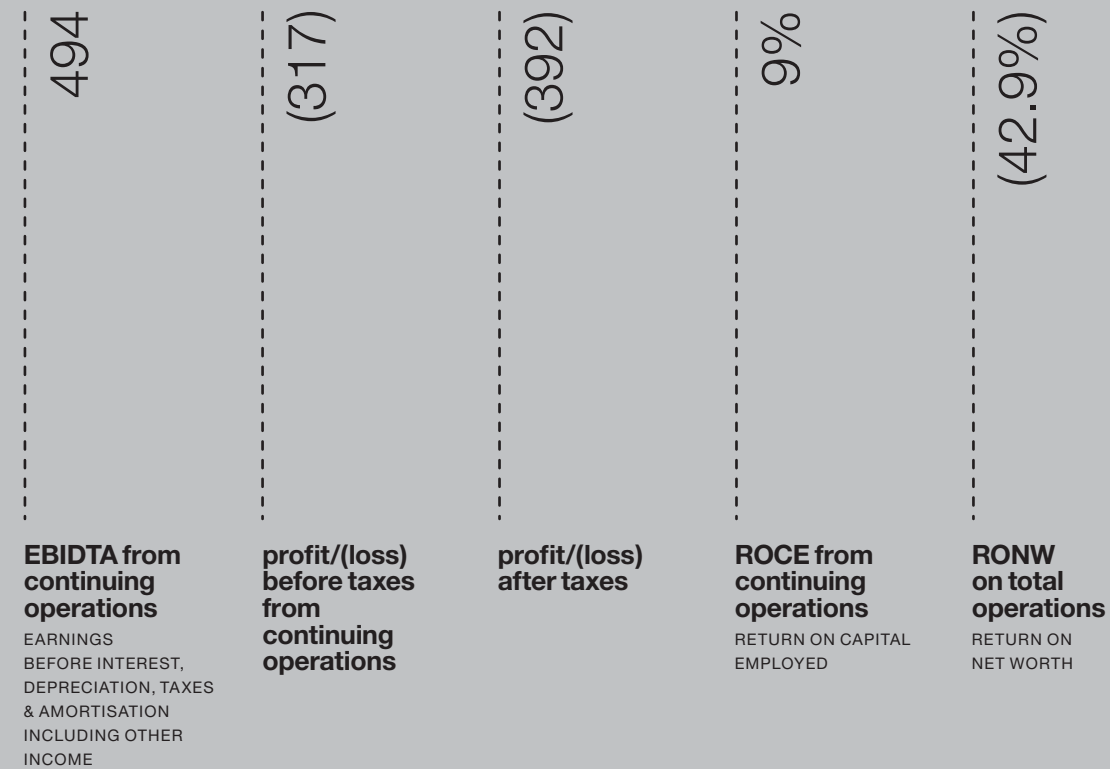 494
EBIDTA from
continuing
operations
EARNINGS
BEFORE INTEREST,
DEPRECIATION, TAXES
& AMORTISATION
INCLUDING OTHER
INCOME
(317)
profit/(loss)
before taxes
from
continuing
operations
(392)
profit/(loss)
after taxes
9%
ROCE from
continuing
operations
RETURN ON CAPITAL
EMPLOYED
(42.9%)
RONW
on total
operations
RETURN ON
NET WORTH